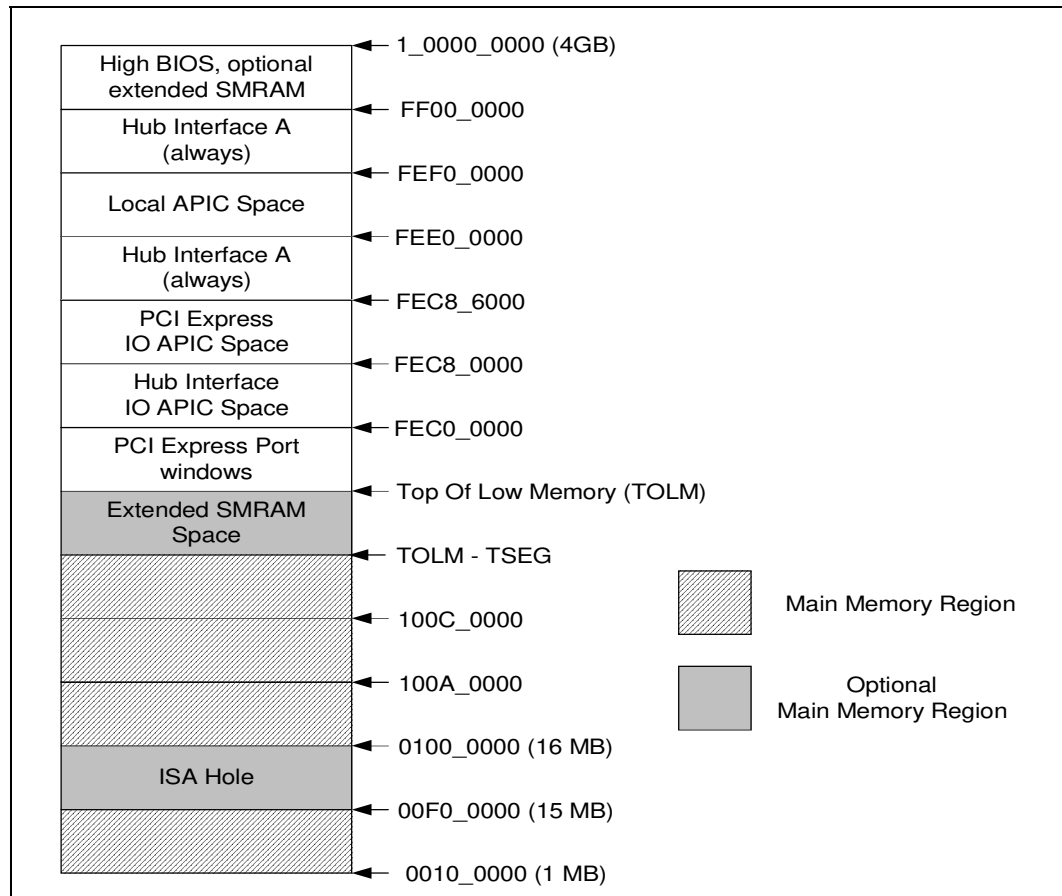 1_0000_0000 (4GB)
High BIOS, optional
extended SMRAM
FF00_0000
Hub Interface A
(always)
FEF0_0000
Local APIC Space
FEE0_0000
Hub Interface A
(always)
FEC8_6000
PCI Express
IO APIC Space
FEC8_0000
Hub Interface
IO APIC Space
FEC0_0000
PCI Express Port
windows
Top Of Low Memory (TOLM)
Extended SMRAM
Space
TOLM - TSEG
100C_0000
100A_0000
0100_0000 (16 MB)
ISA Hole
00F0_0000 (15 MB)
0010_0000 (1 MB)
Main Memory Region
Optional
Main Memory Region